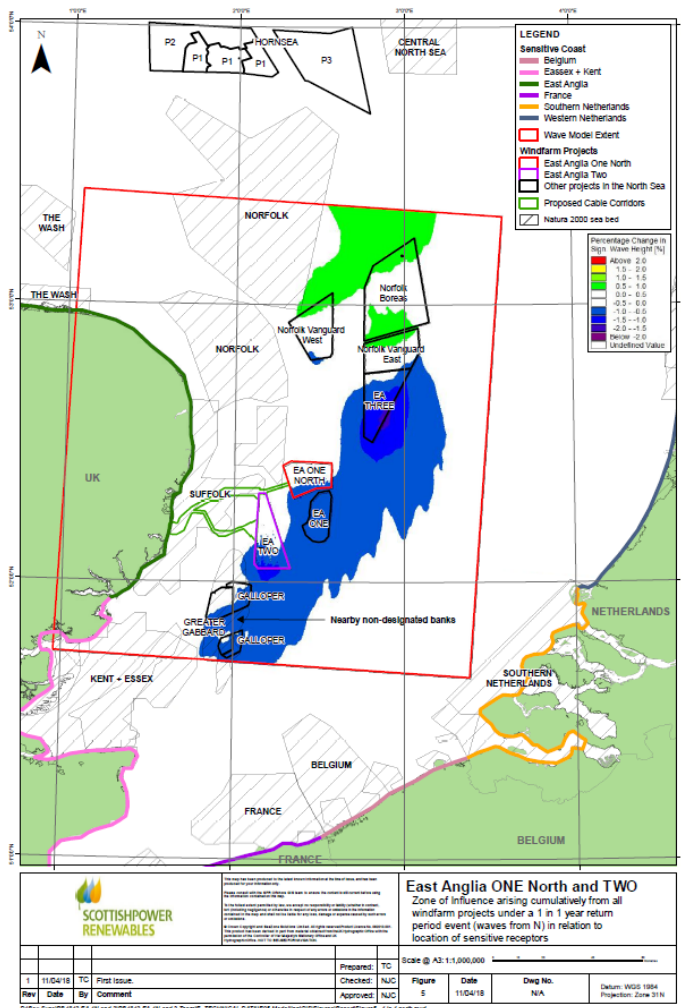 N
P2
P1
P1
P1
HORNSEA
P3
CENTRAL
NORTH SEA
LEGEND
Sensitive Coast
Belgium
Eassex + Kent
East Anglia
France
Southern Netherlands
Western Netherlands
Wave Model Extent
Windfarm Projects
East Anglia One North
East Anglia Two
Other projects in the North Sea
Proposed Cable Corridors
Natura 2000 sea bed
Percentage Change in
Sign. Wave Height [%]
Above 2.0
1.5 - 2.0
1.0 - 1.5
0.5 - 1.0
0.0 - 0.5
-0.5 - 0.0
-1.0 - -0.5
-1.5 - -1.0
-2.0 - -1.5
Below -2.0
Undefined Value
THE
WASH
NORFOLK
THE WASH
Norfolk
Boreas
Norfolk Vanguard
West
NORFOLK
Norfolk Vanguard
East
EA
THREE
UK
EA ONE
NORTH
SUFFOLK
EA
ONE
EA
TWO
GALLOPER
GREATER
GABBARD
Nearby non-designated banks
GALLOPER
NETHERLANDS
KENT + ESSEX
SOUTHERN
NETHERLANDS
BELGIUM
FRANCE
BELGIUM
FRANCE
SCOTTISHPOWER
RENEWABLES
East Anglia ONE North and TWO
Zone of Influence arising cumulatively from all
windfarm projects under a 1 in 1 year return
period event (waves from N) in relation to
location of sensitive receptors
Prepared: TC
Scale @ A3:1:1,000,000
1 11/04/18 TC First Issue.
Checked: NJC
Rev Date By Comment
Approved: NJC
Figure
5
Date
11/04/18
Dwg No.
N/A
Datum: WGS 1984
Projection: Zone 31N